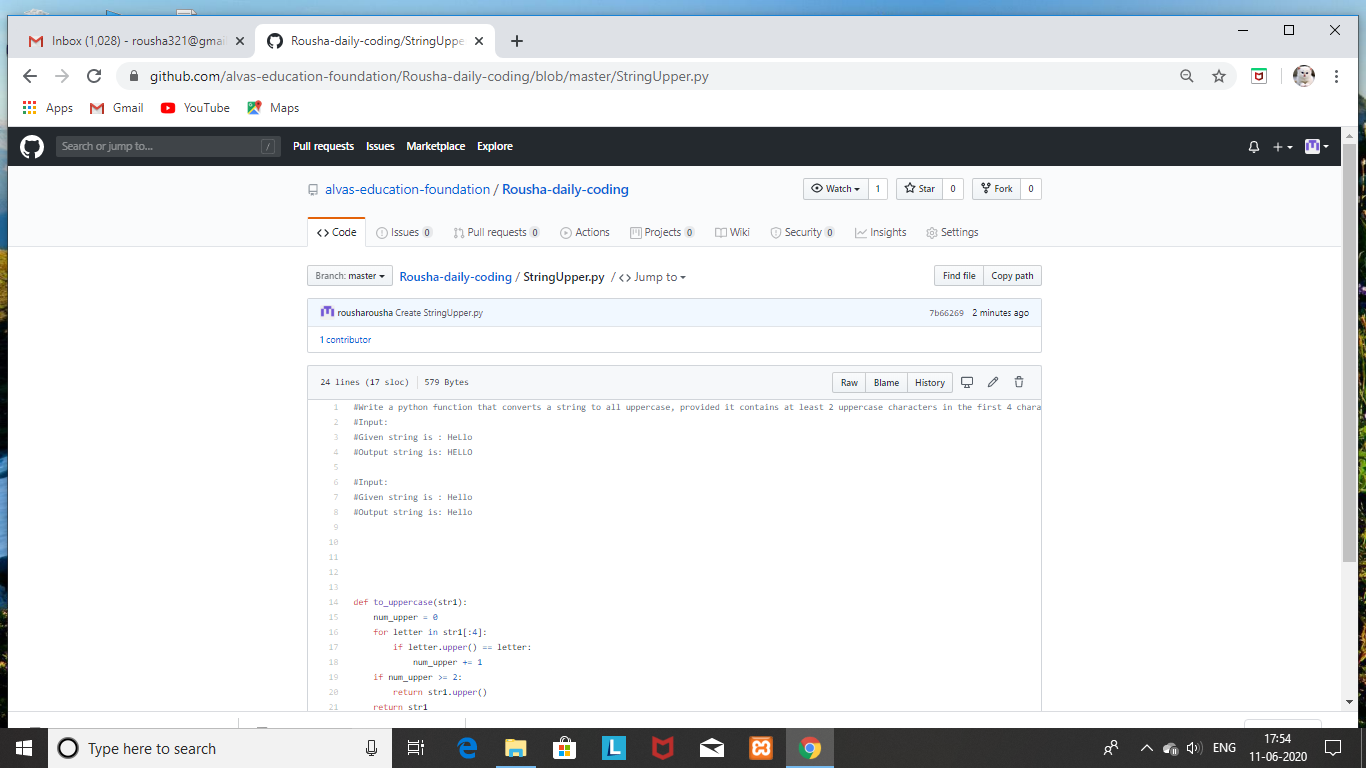 Inbox (1,028) - rousha321@gmai
Rousha-daily-coding/StringUppe
github.com/alvas-education-foundation/Rousha-daily-coding/blob/master/StringUpper.py
Apps Gmail YouTube Maps
Search or jump to... /
Pull requests Issues Marketplace Explore
alvas-education-foundation / Rousha-daily-coding
Watch 1 Star 0 Fork 0
Code Issues 0 Pull requests 0 Actions Projects 0 Wiki Security 0 Insights Settings
Branch: master Rousha-daily-coding / StringUpper.py / Jump to
Find file Copy path
rousharousha Create StringUpper.py
7b66269 2 minutes ago
1 contributor
24 lines (17 sloc) 579 Bytes
Raw Blame History
1 #Write a python function that converts a string to all uppercase, provided it contains at least 2 uppercase characters in the first 4 chara
2 #Input:
3 #Given string is : HeLlo
4 #Output string is: HELLO
5
6 #Input:
7 #Given string is : Hello
8 #Output string is: Hello
9
10
11
12
13
14 def to_uppercase(str1):
15 num_upper = 0
16 for letter in str1[:4]:
17 if letter.upper() == letter:
18 num_upper += 1
19 if num_upper >= 2:
20 return str1.upper()
21 return str1
Type here to search
ENG
17:54
11-06-2020